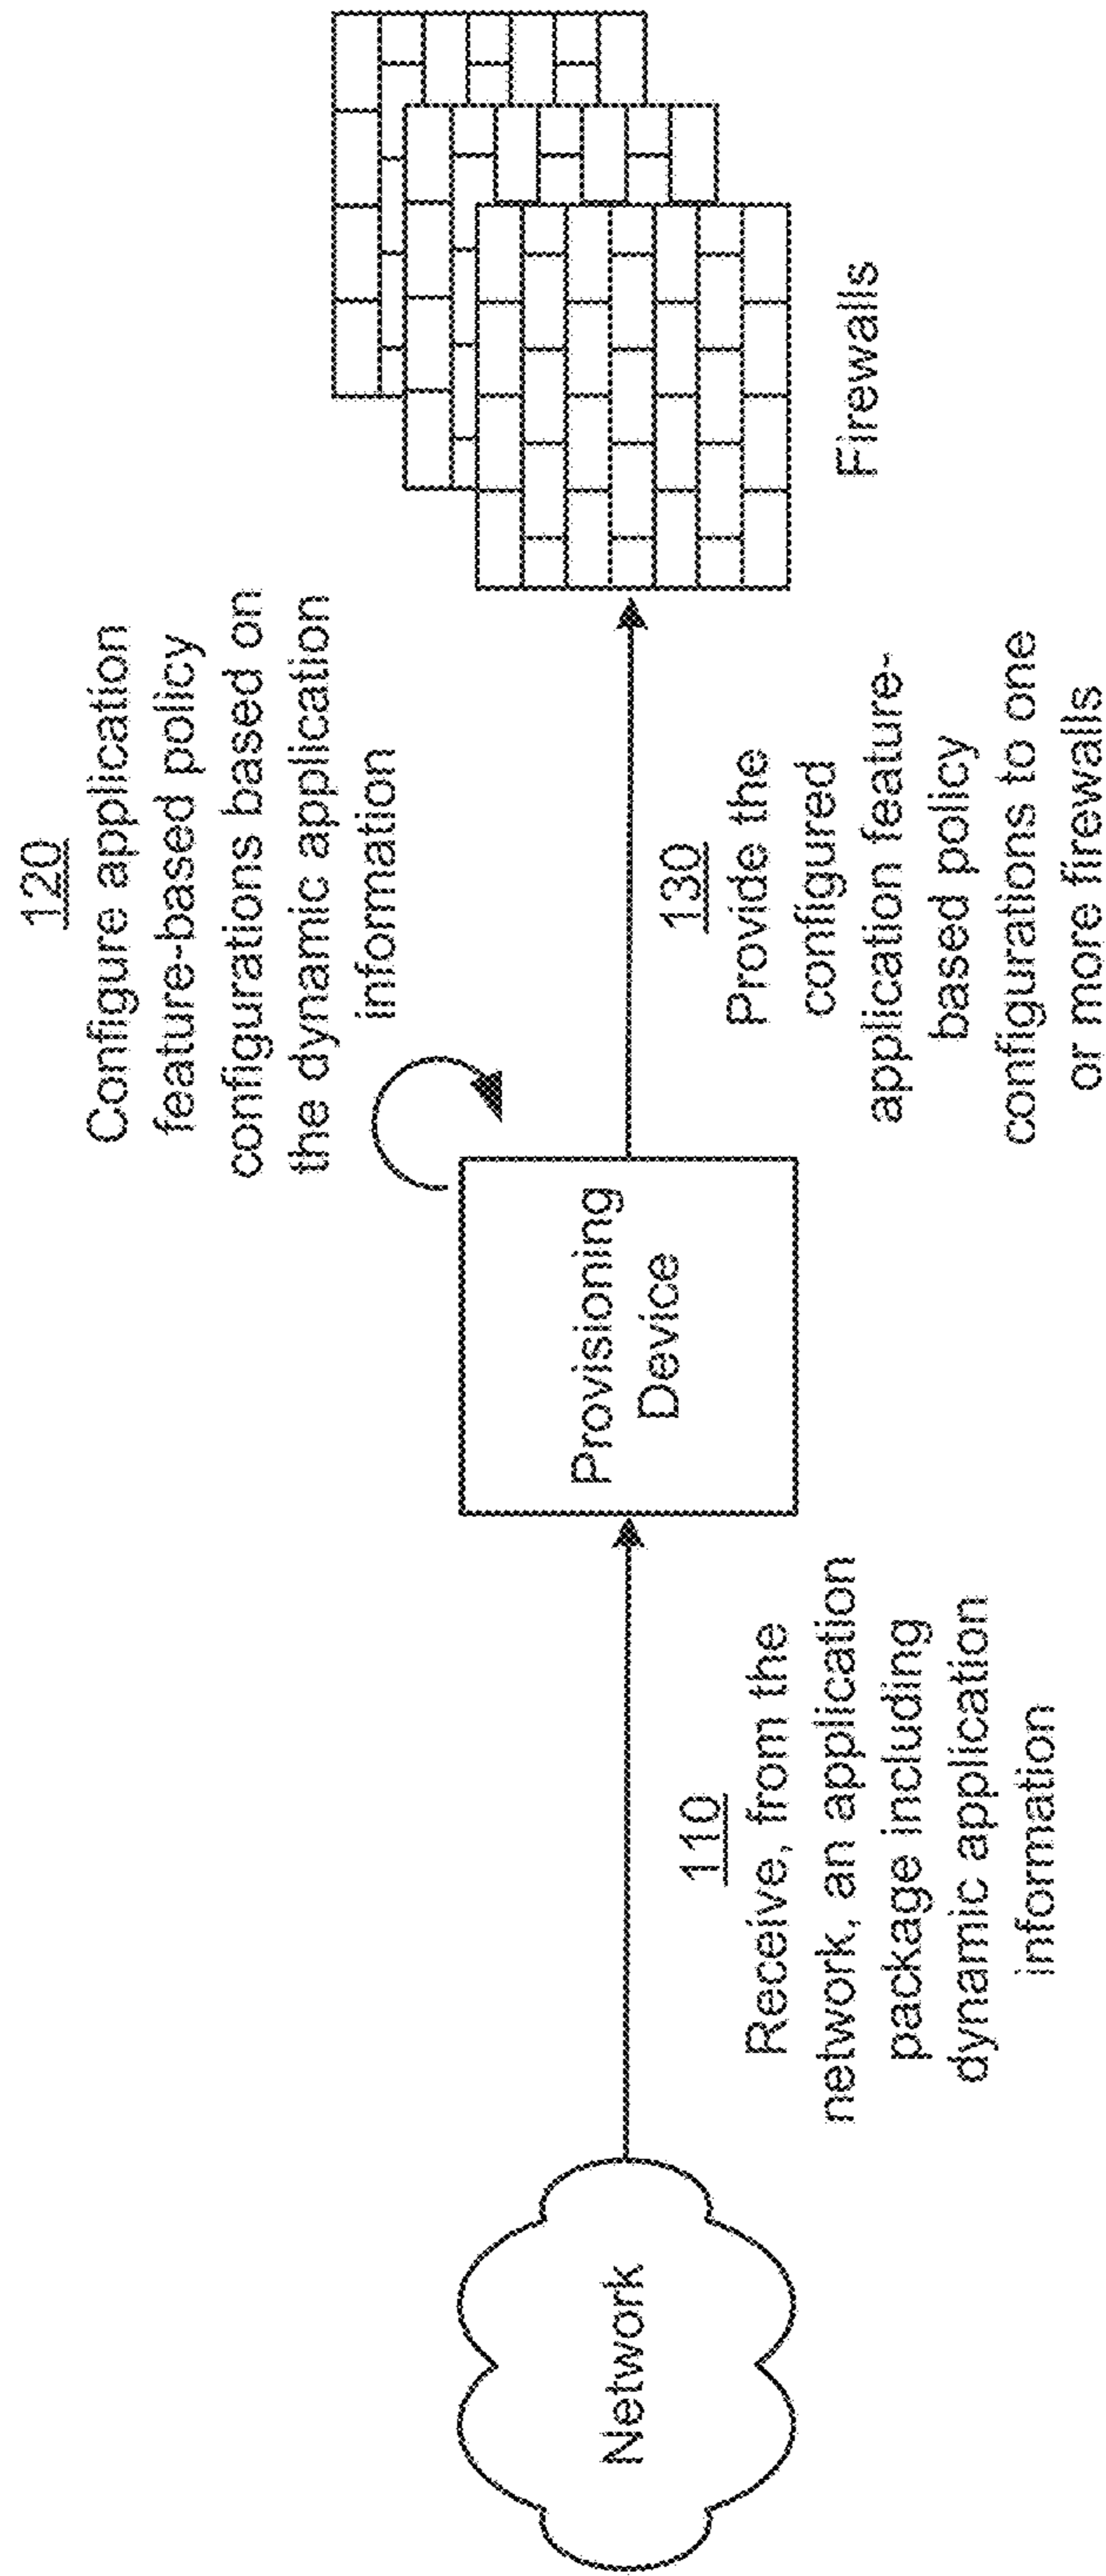 120
Configure application
feature-based policy
configurations based on
the dynamic application
information
Network
Provisioning
Device
Firewalls
110
Receive, from the
network, an application
package including
dynamic application
information
130
Provide the
configured
application feature-
based policy
configurations to one
or more firewalls